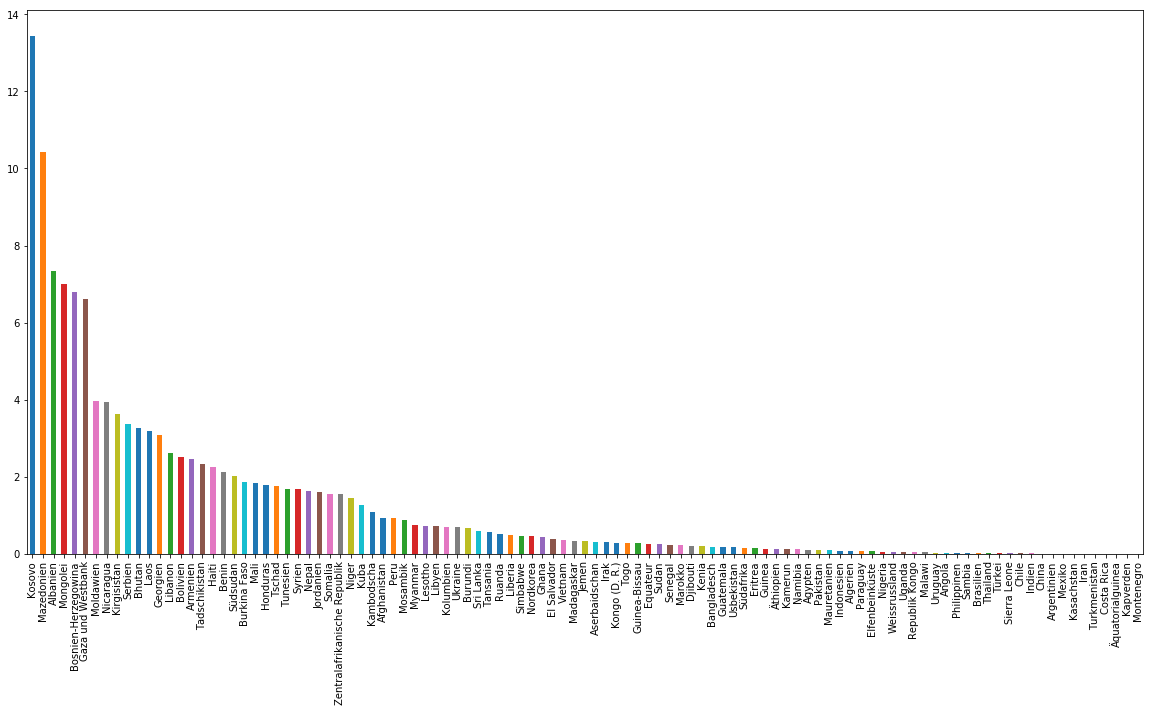 14
12
10
8
6
4
2
0
Kosovo
Mazedonien
Albanien
Mongolei
Bosnien-Herzegowina
Gaza und Westbank
Moldawien
Nicaragua
Kirgisistan
Serbien
Bhutan
Laos
Georgien
Libanon
Bolivien
Armenien
Tadschikistan
Haiti
Benin
Südsudan
Burkina Faso
Mali
Honduras
Tschad
Tunesien
Syrien
Nepal
Jordanien
Somalia
Zentralafrikanische Republik
Niger
Kuba
Kambodscha
Afghanistan
Peru
Mosambik
Myanmar
Lesotho
Libyen
Kolumbien
Ukraine
Burundi
Sri Lanka
Tansania
Ruanda
Liberia
Simbabwe
Nordkorea
Ghana
El Salvador
Vietnam
Madagaskar
Jemen
Aserbaidschan
Irak
Kongo (D. R.)
Togo
Guinea-Bissau
Equateur
Sudan
Senegal
Marokko
Djibouti
Kenia
Bangladesch
Guatemala
Usbekistan
Südafrika
Eritrea
Guinea
Äthiopien
Kamerun
Namibia
Ägypten
Pakistan
Mauretanien
Indonesien
Algerien
Paraguay
Elfenbeinküste
Nigeria
Weissrussland
Uganda
Republik Kongo
Malawi
Uruguay
Angola
Philippinen
Sambia
Brasilien
Thailand
Türkei
Sierra Leone
Chile
Indien
China
Argentinien
Mexiko
Kasachstan
Iran
Turkmenistan
Costa Rica
Äquatorialguinea
Kapverden
Montenegro